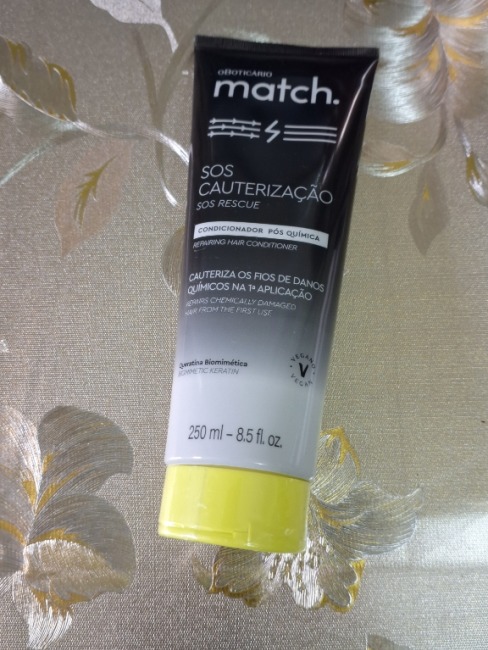 oBOTICÁRIO
match.
SOS
CAUTERIZAÇÃO
SOS RESCUE
CONDICIONADOR PÓS QUÍMICA
REPAIRING HAIR CONDITIONER
CAUTERIZA OS FIOS DE DANOS
QUÍMICOS NA 1ª APLICAÇÃO
REPAIRS CHEMICALLY DAMAGED
HAIR FROM THE FIRST USE
Queratina Biomimética
BIOMIMETIC KERATIN
VEGANO
V
VEGAN
250 ml – 8.5 fl. oz.